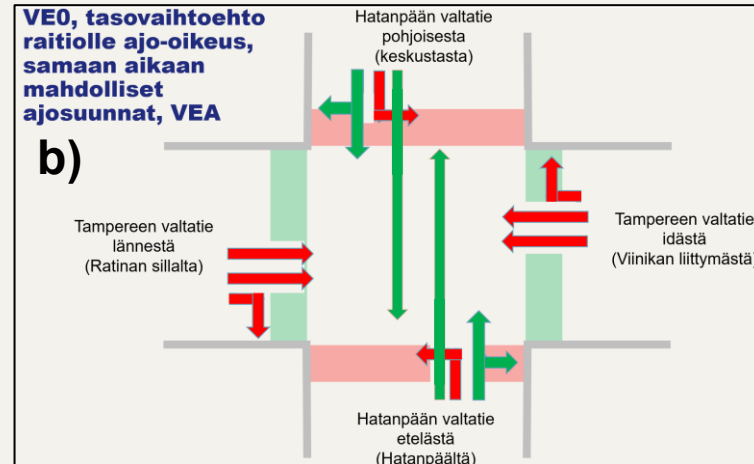 VE0, tasovaihtoehto
raitiolle ajo-oikeus,
samaan aikaan
mahdolliset
ajosuunnat, VEA
b)
Hatanpään valtatie
pohjoisesta
(keskustasta)
Tampereen valtatie
lännestä
(Ratinan sillalta)
Tampereen valtatie
idästä
(Viinikan liittymästä)
Hatanpään valtatie
etelästä
(Hatanpäältä)